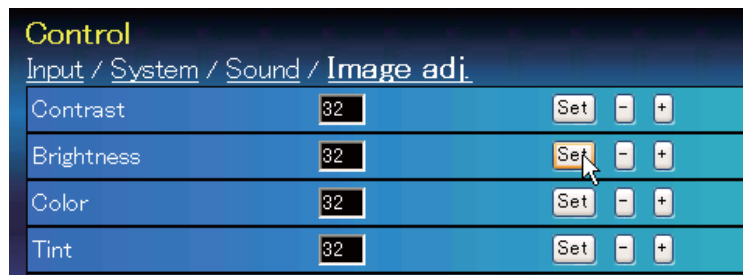 Control
Input / System / Sound / Image adj.
Contrast 32 Set - +
Brightness 32 Set - +
Color 32 Set - +
Tint 32 Set - +